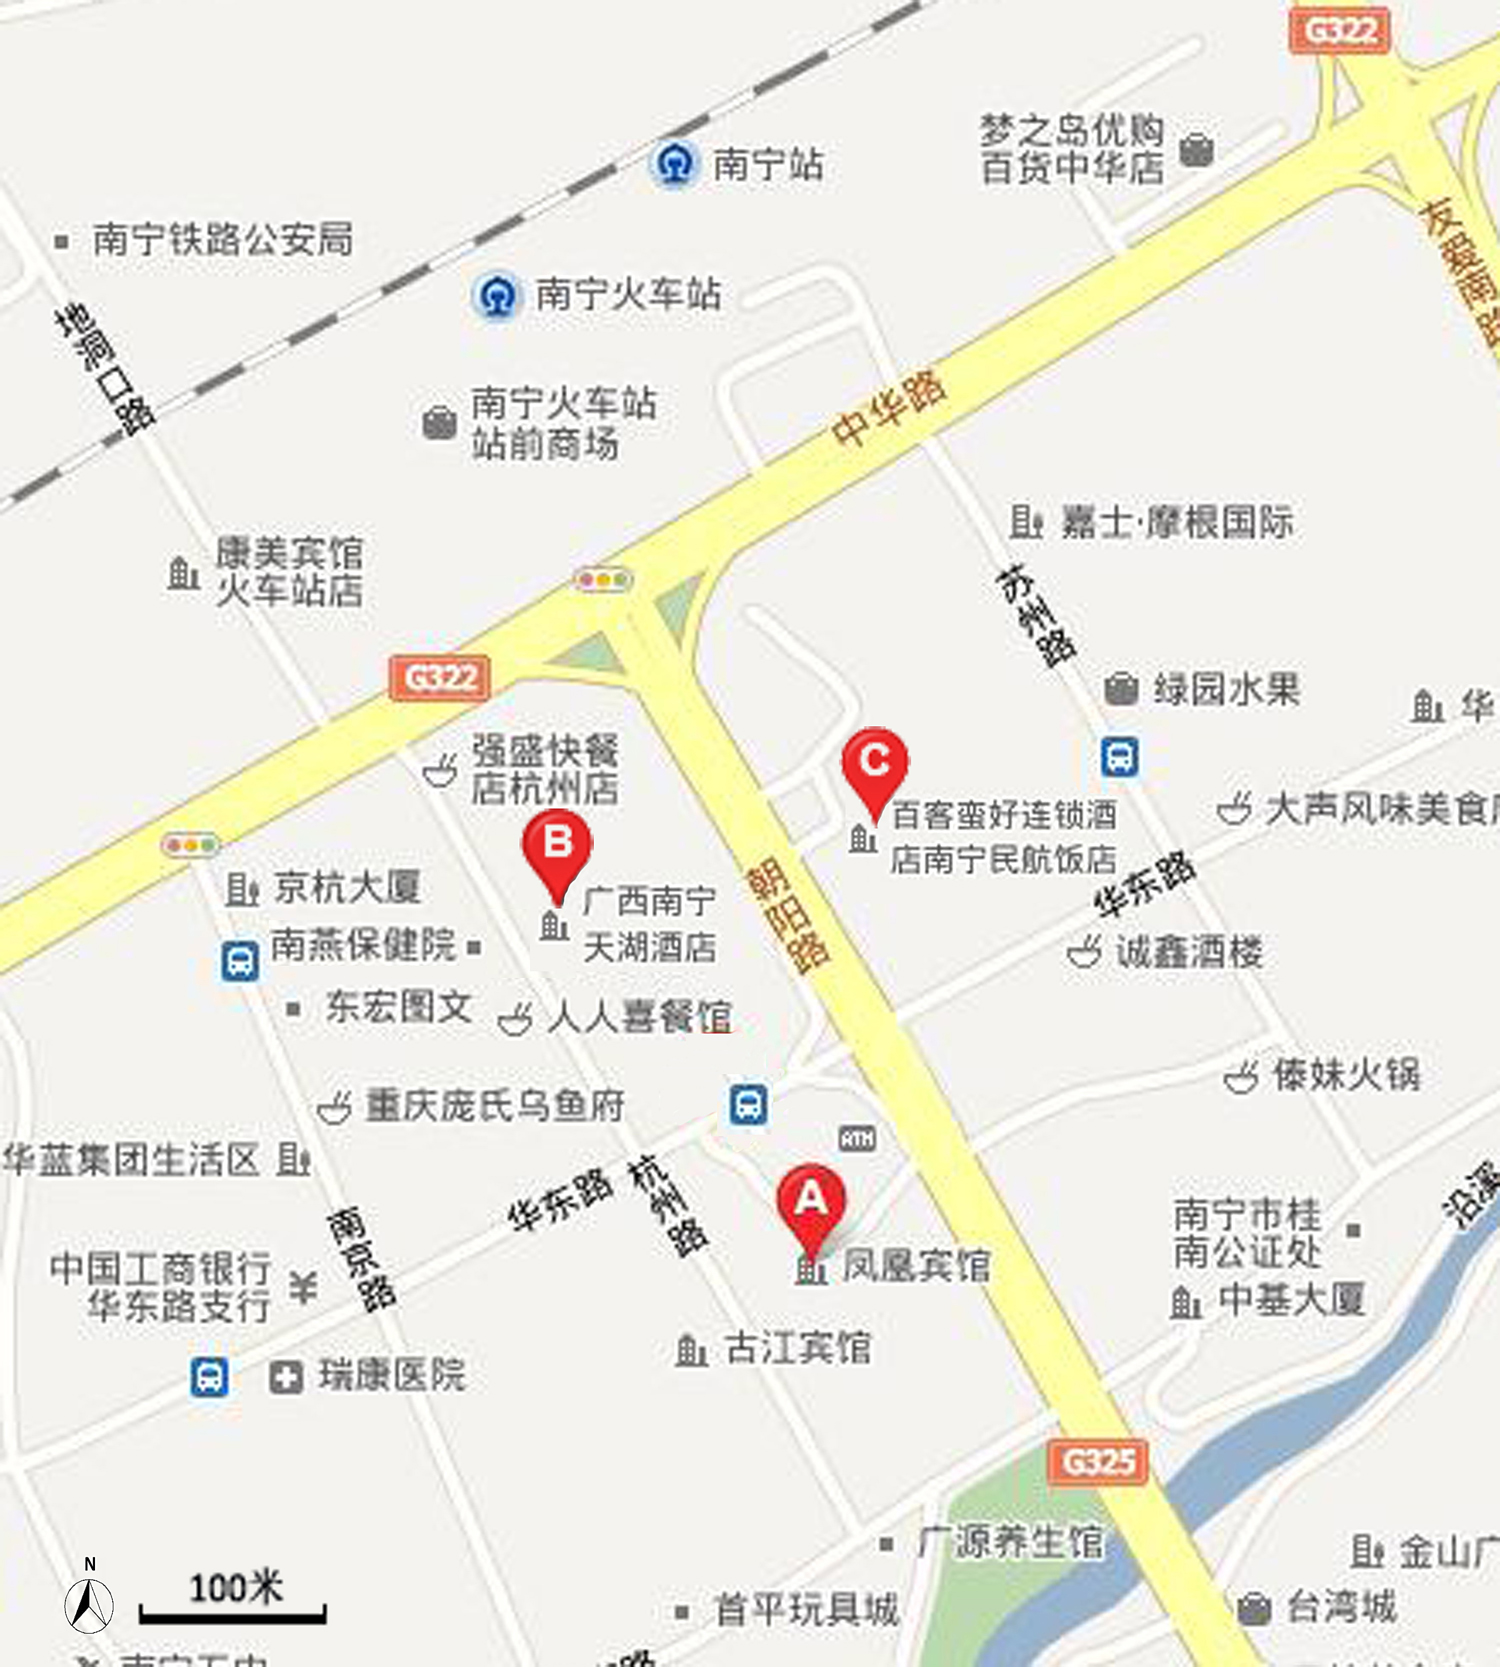 G322
梦之岛优购
百货中华店
南宁站
南宁铁路公安局
友爱南路
南宁火车站
地洞口路
南宁火车站
站前商场
中华路
嘉士·摩根国际
康美宾馆
火车站店
苏州路
G322
绿园水果
华
强盛快餐
店杭州店
C
大声风味美食
百客蛮好连锁酒
店南宁民航饭店
B
京杭大厦
广西南宁
天湖酒店
朝阳路
华东路
南燕保健院
诚鑫酒楼
东宏图文
人人喜餐馆
傣妹火锅
重庆庞氏乌鱼府
ATM
华蓝集团生活区
华东路
杭州路
A
沿溪
南宁市桂
南公证处
南京路
中国工商银行
华东路支行
凤凰宾馆
中基大厦
古江宾馆
瑞康医院
G325
广源养生馆
金山广
N
100米
首平玩具城
台湾城
路